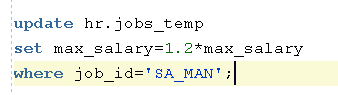 update hr.jobs_temp
set max_salary=1.2*max_salary
where job_id='SA_MAN';